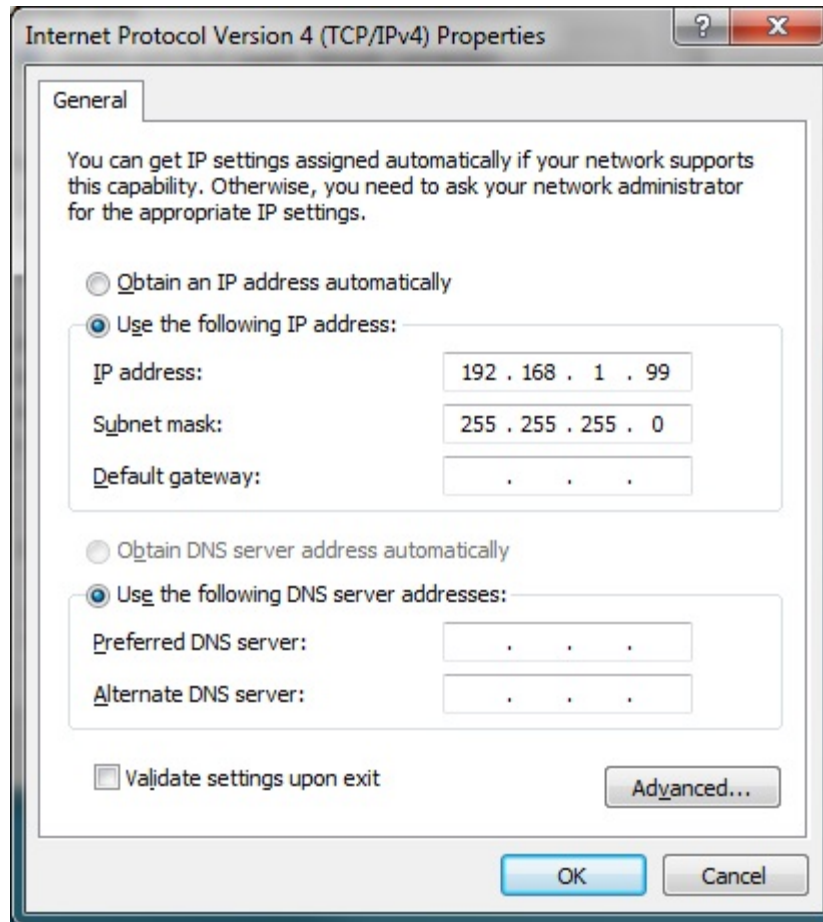 Internet Protocol Version 4 (TCP/IPv4) Properties
?
X
General
You can get IP settings assigned automatically if your network supports
this capability. Otherwise, you need to ask your network administrator
for the appropriate IP settings.
Obtain an IP address automatically
Use the following IP address:
IP address: 192 . 168 . 1 . 99
Subnet mask: 255 . 255 . 255 . 0
Default gateway: . . .
Obtain DNS server address automatically
Use the following DNS server addresses:
Preferred DNS server: . . .
Alternate DNS server: . . .
Validate settings upon exit
Advanced...
OK Cancel